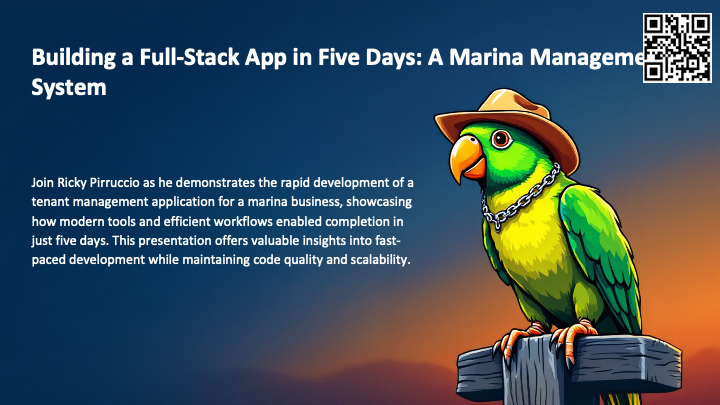 Building a Full-Stack App in Five Days: A Marina Manageme
System
Join Ricky Pirruccio as he demonstrates the rapid development of a
tenant management application for a marina business, showcasing
how modern tools and efficient workflows enabled completion in
just five days. This presentation offers valuable insights into fast-
paced development while maintaining code quality and scalability.